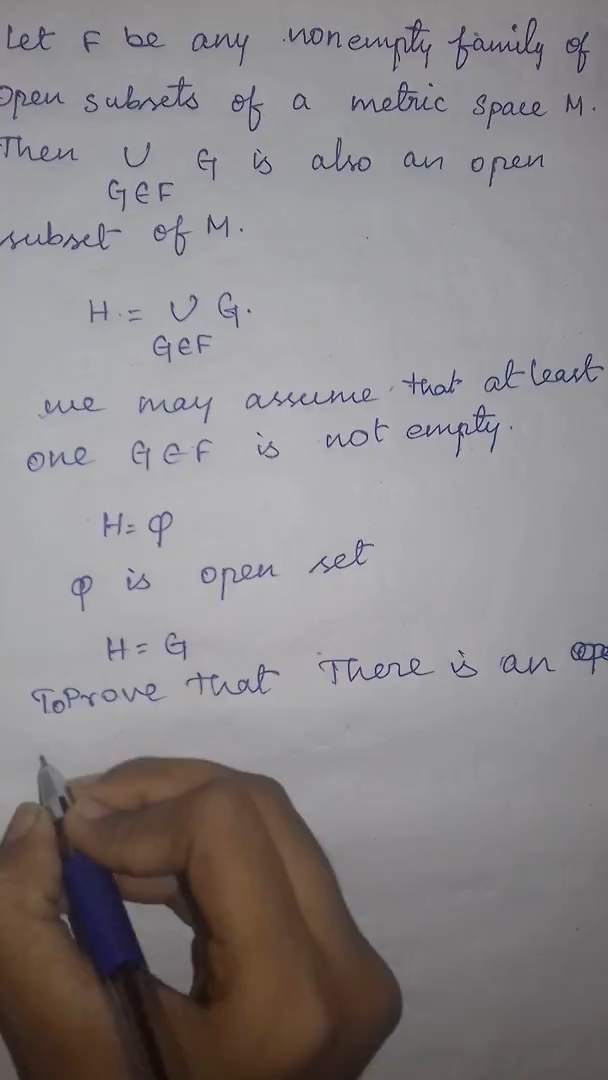 Let F be any nonempty family of
open subsets of a metric space M.
Then ∪ G is also an open
G∈F
subset of M.
H = ∪ G.
G∈F
we may assume that at least
one G∈F is not empty.
H = φ
φ is open set
H = G
To Prove that There is an